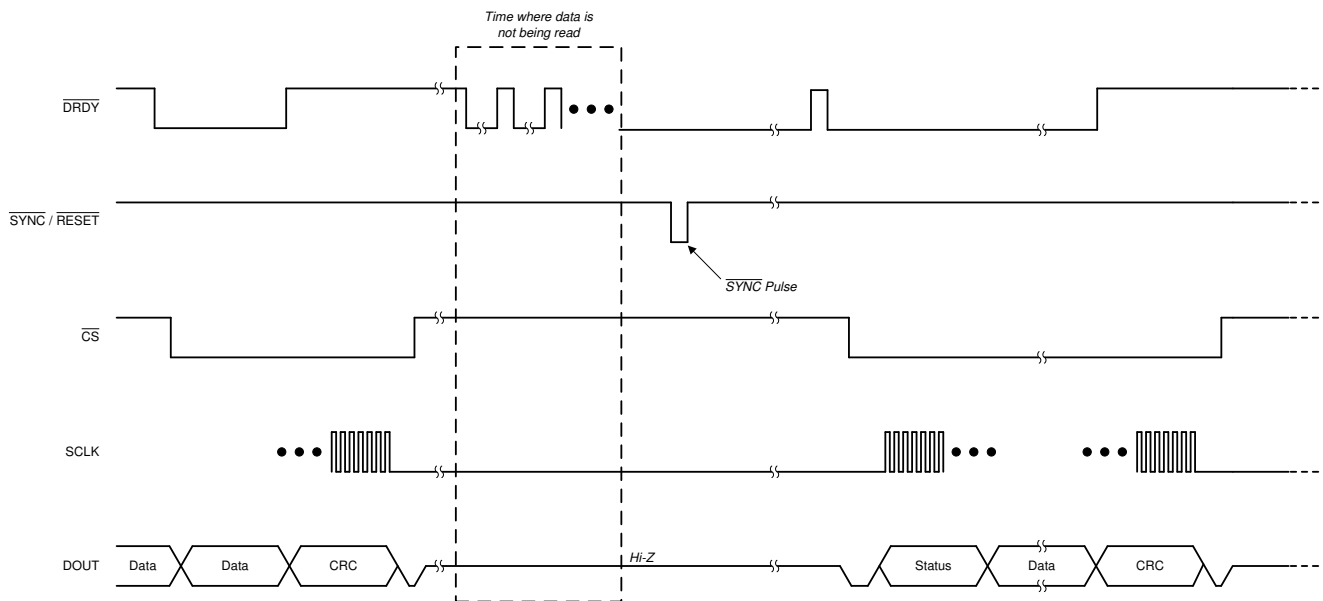 Time where data is
not being read
DRDY
SYNC / RESET
SYNC Pulse
CS
SCLK
DOUT
Data
Data
CRC
Hi-Z
Status
Data
CRC